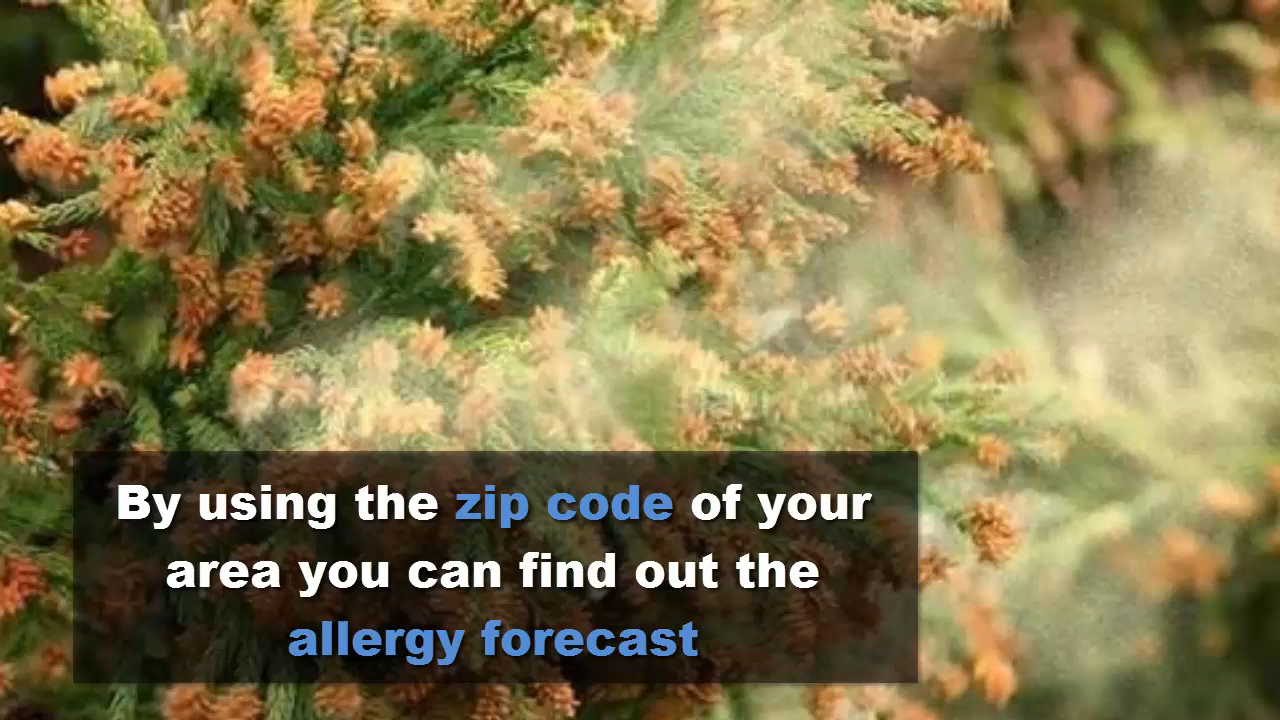 By using the zip code of your
area you can find out the
allergy forecast